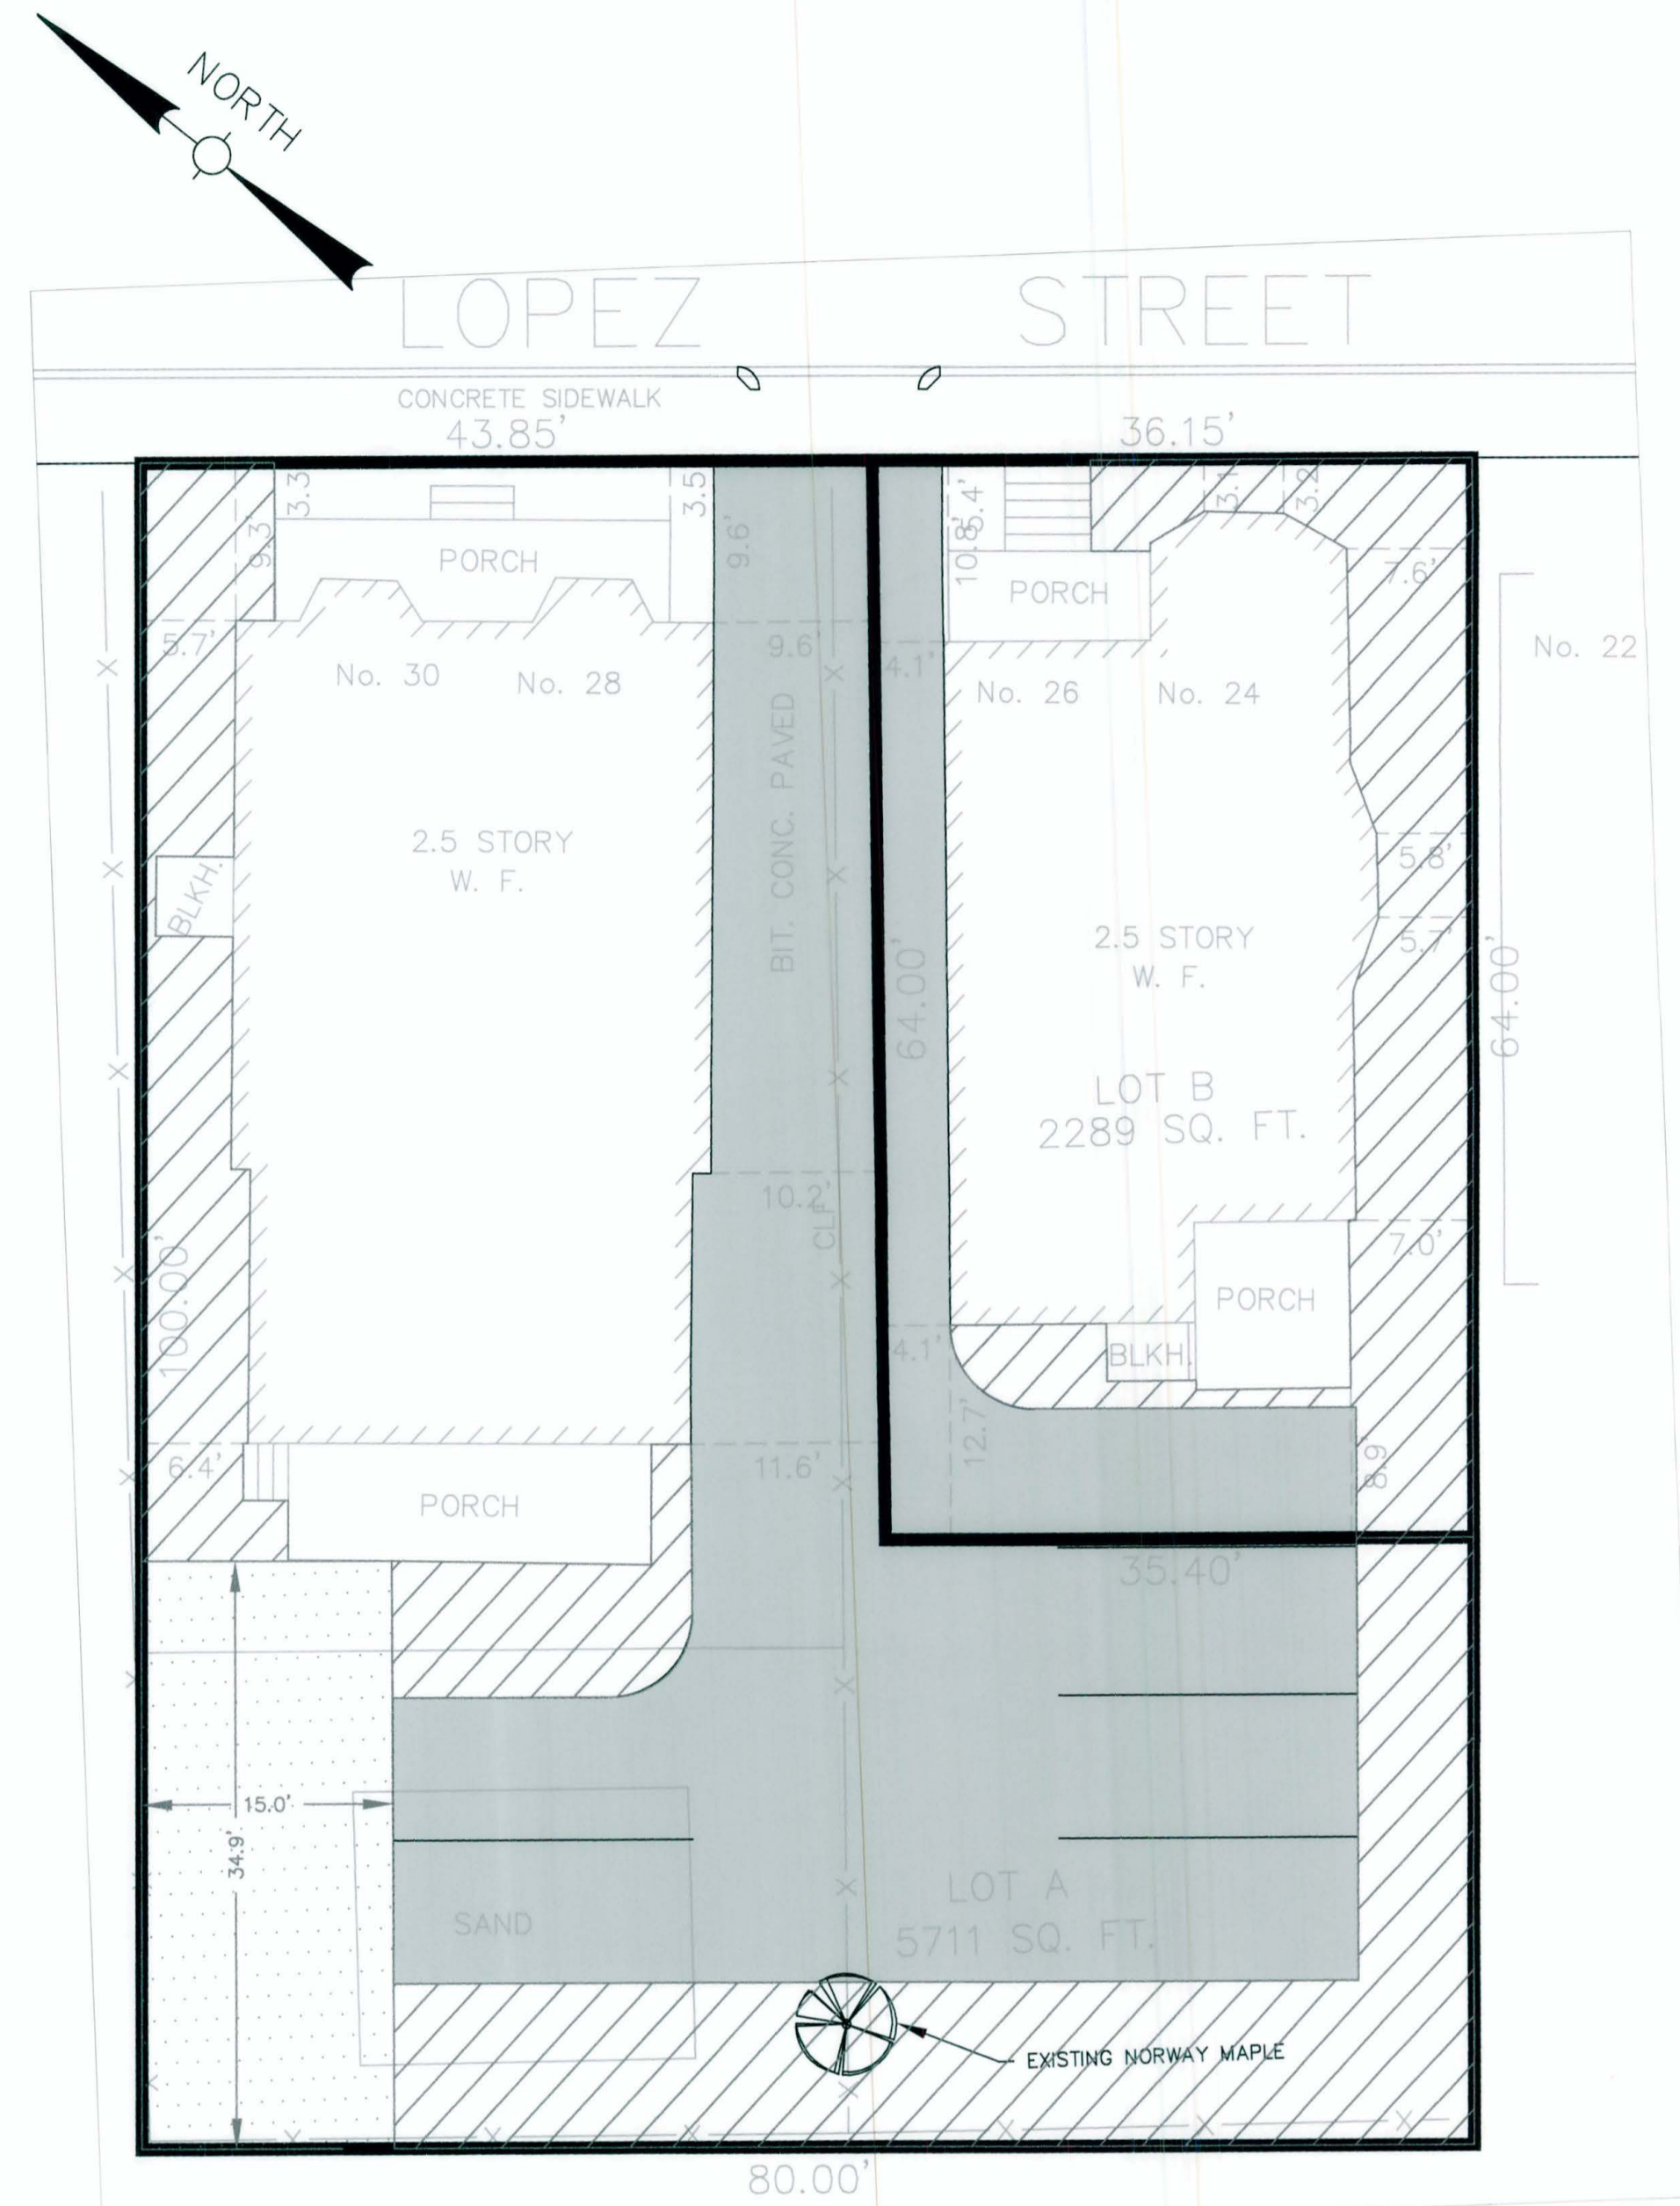 NORTH
LOPEZ STREET
CONCRETE SIDEWALK
43.85'
36.15'
3.3
3.5
9.3'
9.6'
PORCH
5.4'
10.8'
3.1
3.2
7.6'
PORCH
5.7'
9.6'
4.1'
No. 22
No. 30
No. 28
No. 26
No. 24
BIT. CONC. PAVED
2.5 STORY
W. F.
BLKH.
2.5 STORY
W. F.
5.8'
5.7'
64.00'
64.00'
LOT B
2289 SQ. FT.
10.2'
CLF
100.00'
7.0'
PORCH
4.1'
BLKH.
12.7'
8.9'
6.4'
11.6'
PORCH
35.40'
15.0'
34.9'
SAND
LOT A
5711 SQ. FT.
EXISTING NORWAY MAPLE
80.00'